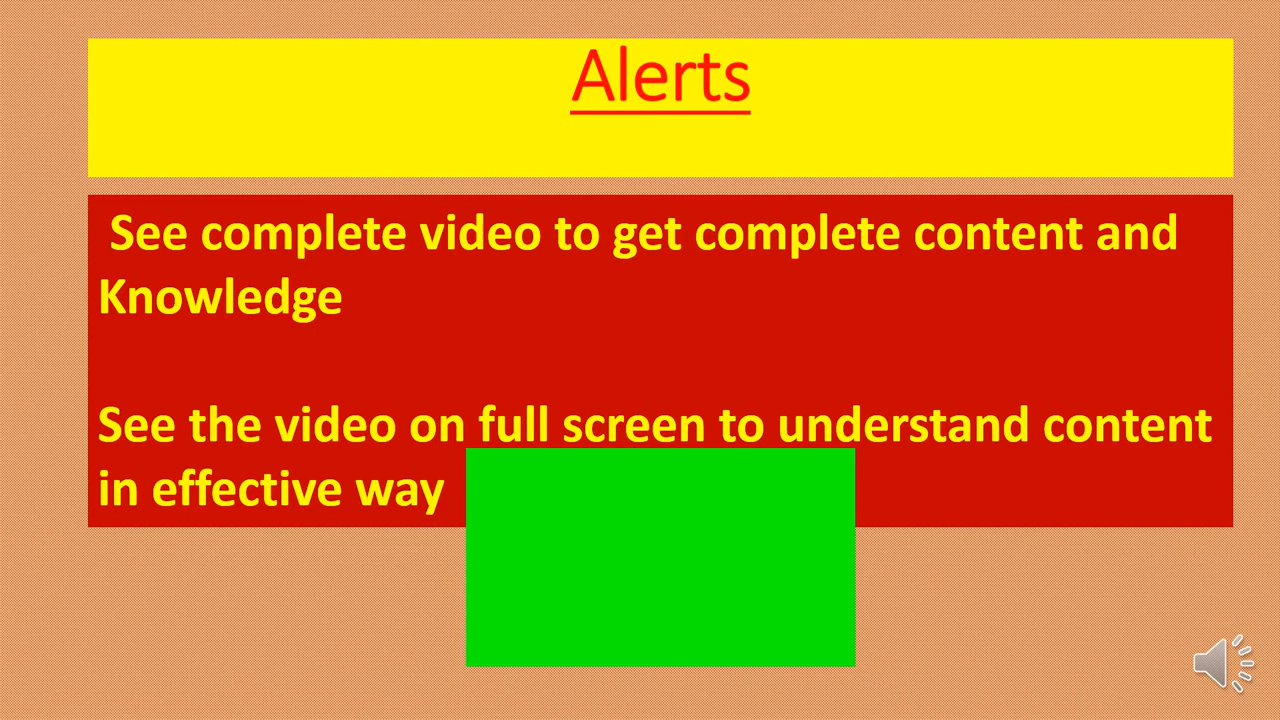 Alerts
See complete video to get complete content and
Knowledge
See the video on full screen to understand content
in effective way